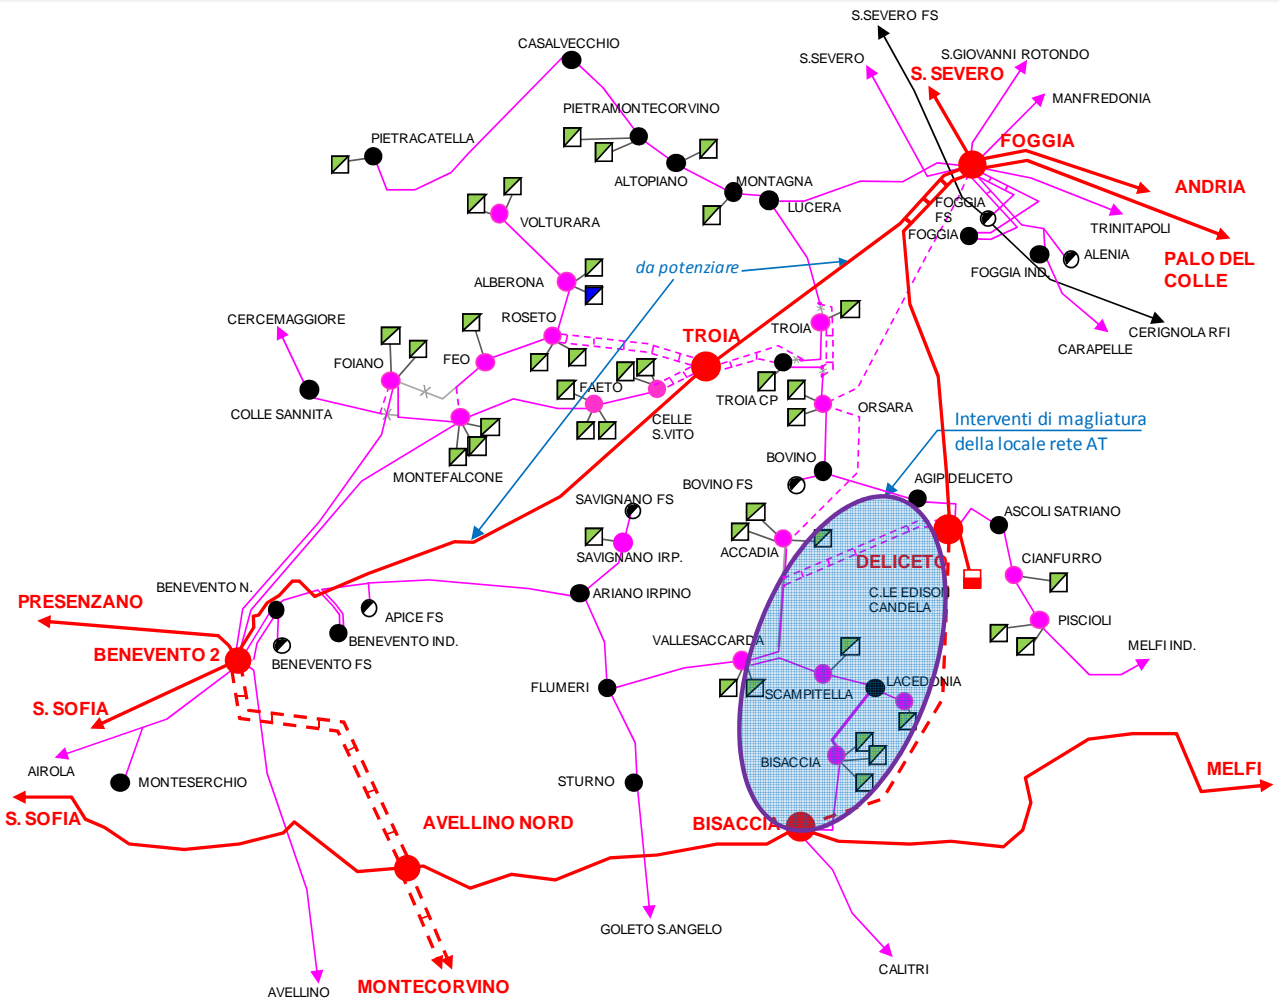 S.SEVERO FS
CASALVECCHIO
S.SEVERO
S.GIOVANNI ROTONDO
S. SEVERO
MANFREDONIA
PIETRAMONTECORVINO
PIETRACATELLA
FOGGIA
ALTOPIANO
MONTAGNA
LUCERA
ANDRIA
VOLTURARA
FOGGIA
FS
FOGGIA
TRINITAPOLI
ALENIA
PALO DEL
COLLE
FOGGIA IND.
da potenziare
ALBERONA
CERCEMAGGIORE
ROSETO
TROIA
TROIA
CERIGNOLA RFI
CARAPELLE
FOIANO
FEO
FAETO
TROIA CP
COLLE SANNITA
CELLE
S.VITO
ORSARA
Interventi di magliatura
della locale rete AT
MONTEFALCONE
BOVINO
BOVINO FS
AGIP DELICETO
SAVIGNANO FS
ASCOLI SATRIANO
ACCADIA
SAVIGNANO IRP.
DELICETO
CIANFURRO
C.LE EDISON
CANDELA
BENEVENTO N.
ARIANO IRPINO
PRESENZANO
APICE FS
PISCIOLI
BENEVENTO IND.
VALLESACCARDA
MELFI IND.
BENEVENTO 2
BENEVENTO FS
FLUMERI
SCAMPITELLA
LACEDONIA
S. SOFIA
BISACCIA
AIROLA
MONTESERCHIO
STURNO
MELFI
S. SOFIA
AVELLINO NORD
BISACCIA
GOLETO S.ANGELO
CALITRI
MONTECORVINO
AVELLINO